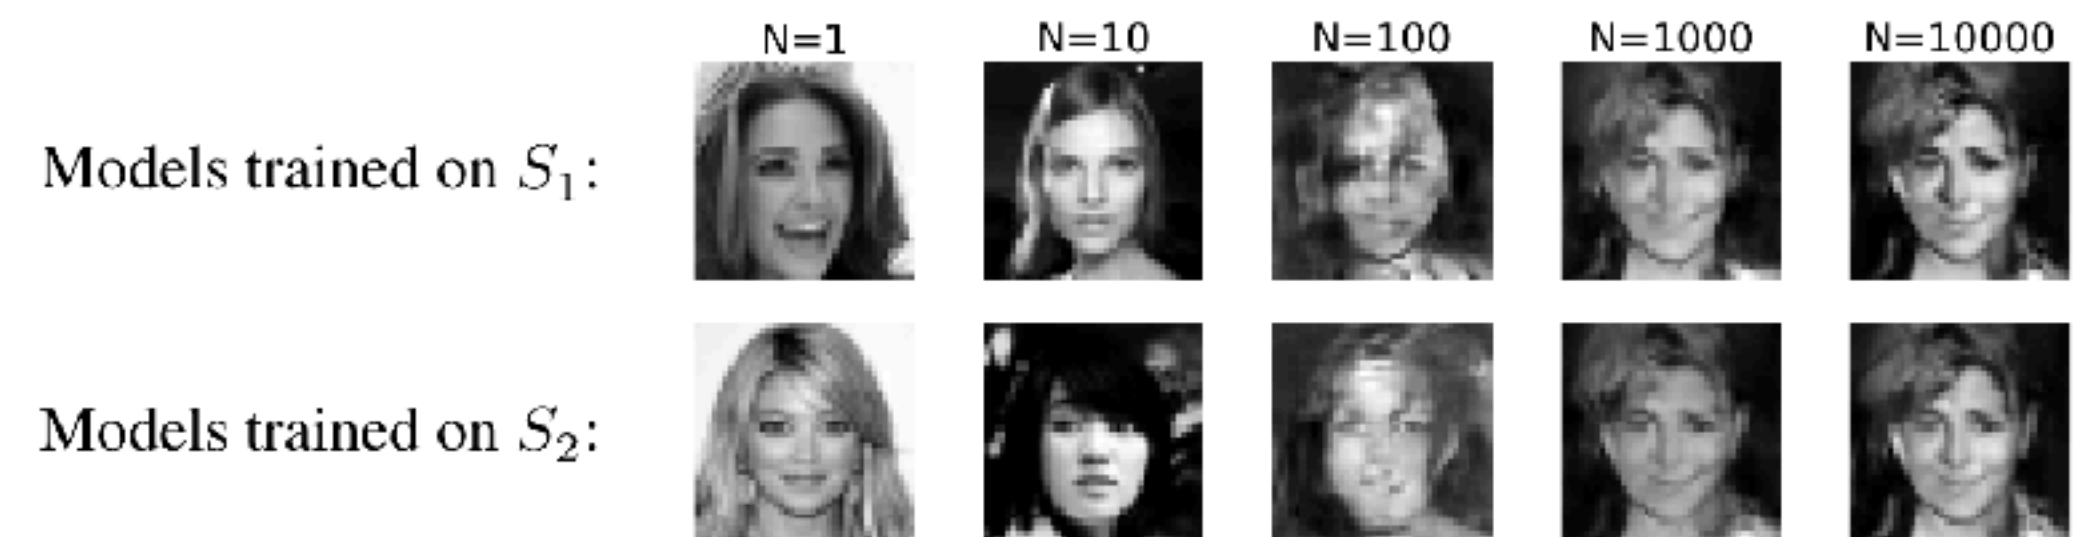 N=1 N=10 N=100 N=1000 N=10000
Models trained on S₁:
Models trained on S₂: